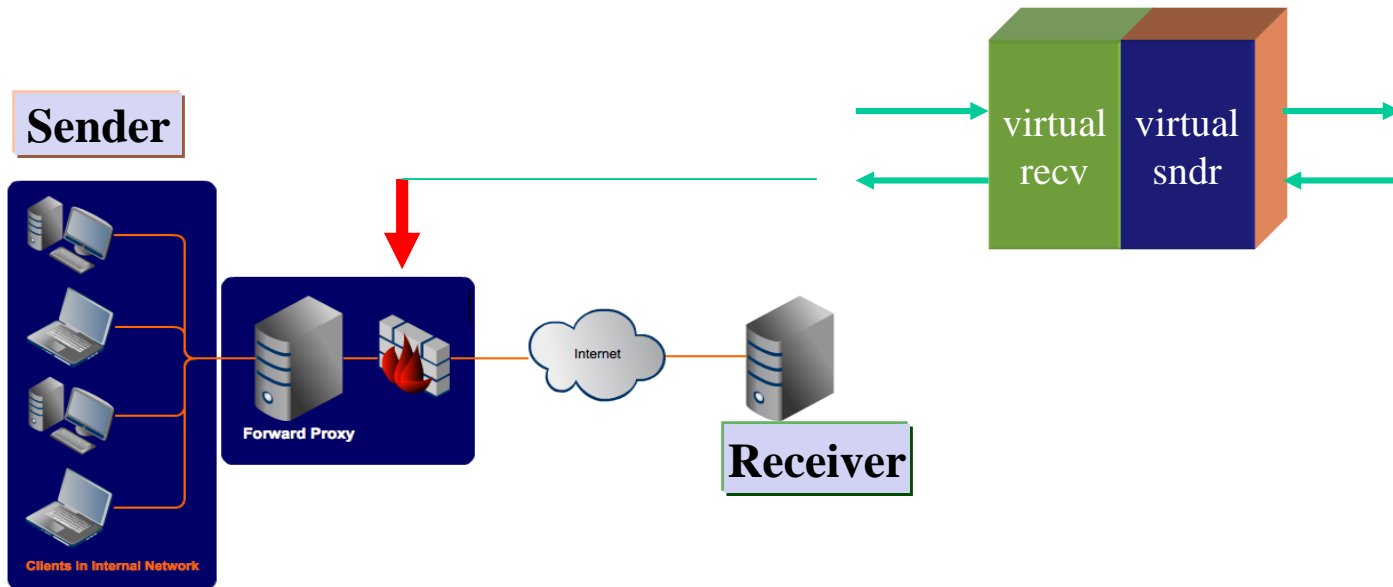 Sender
virtual
recv
virtual
sndr
Internet
Forward Proxy
Receiver
Clients in Internal Network